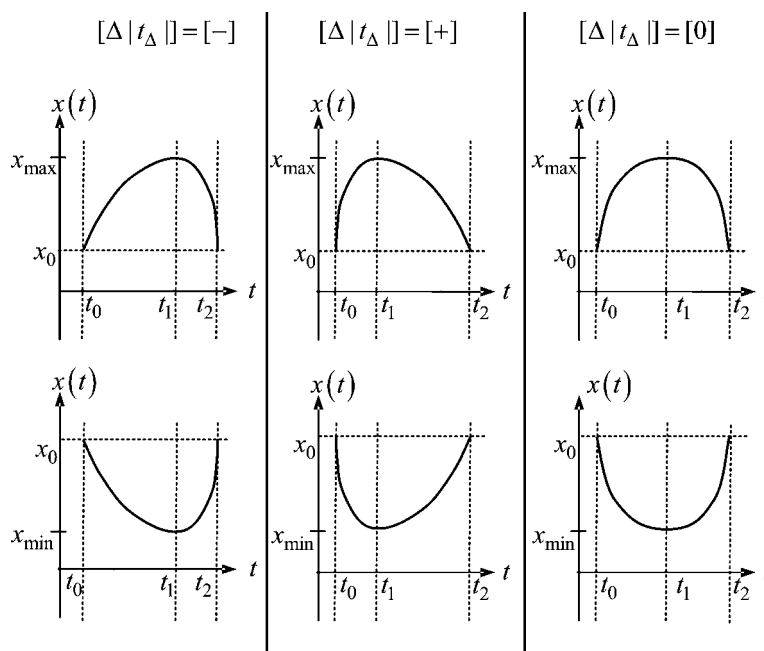 [Δ|t_Δ|]=[−] [Δ|t_Δ|]=[+] [Δ|t_Δ|]=[0]
x(t) x(t) x(t)
x_max x_max x_max
x_0 x_0 x_0
t_0 t_1 t_2 t t_0 t_1 t_2 t t_0 t_1 t_2
x(t) x(t) x(t)
x_0 x_0 x_0
x_min x_min x_min
t_0 t_1 t_2 t t_0 t_1 t_2 t t_0 t_1 t_2